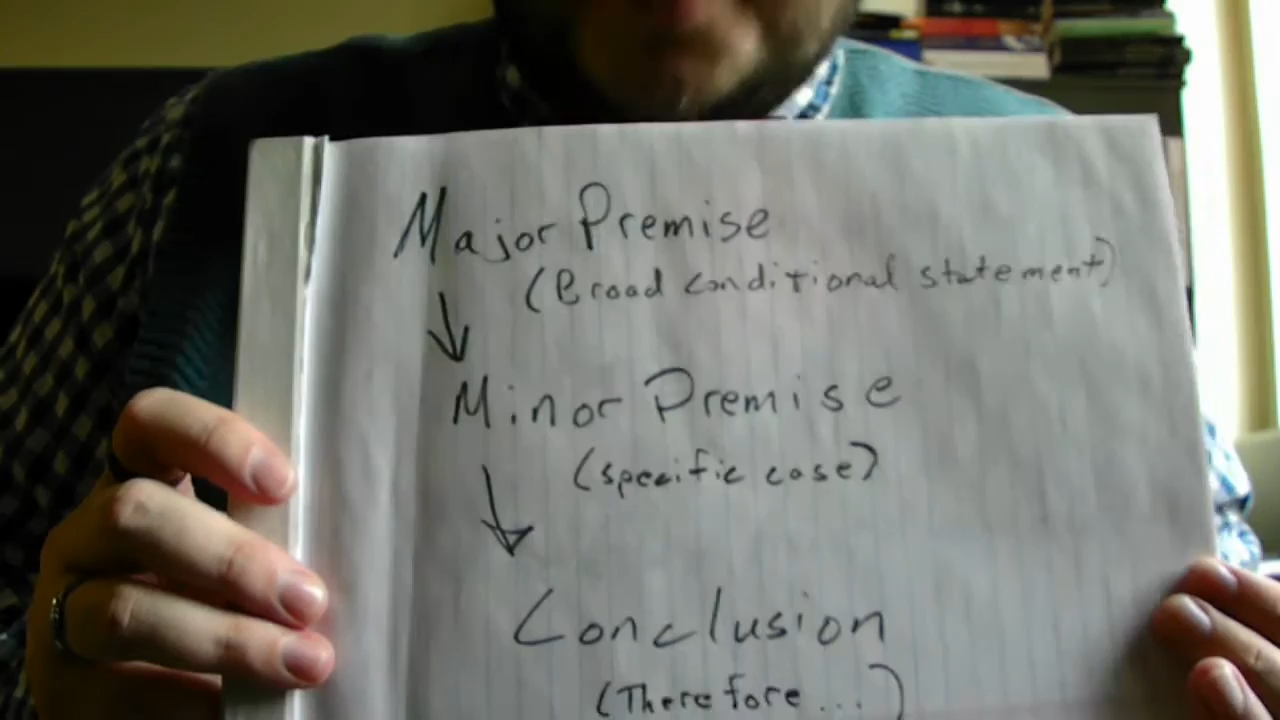 Major Premise
(Broad conditional statement)
Minor Premise
(specific case)
Conclusion
(Therefore...)